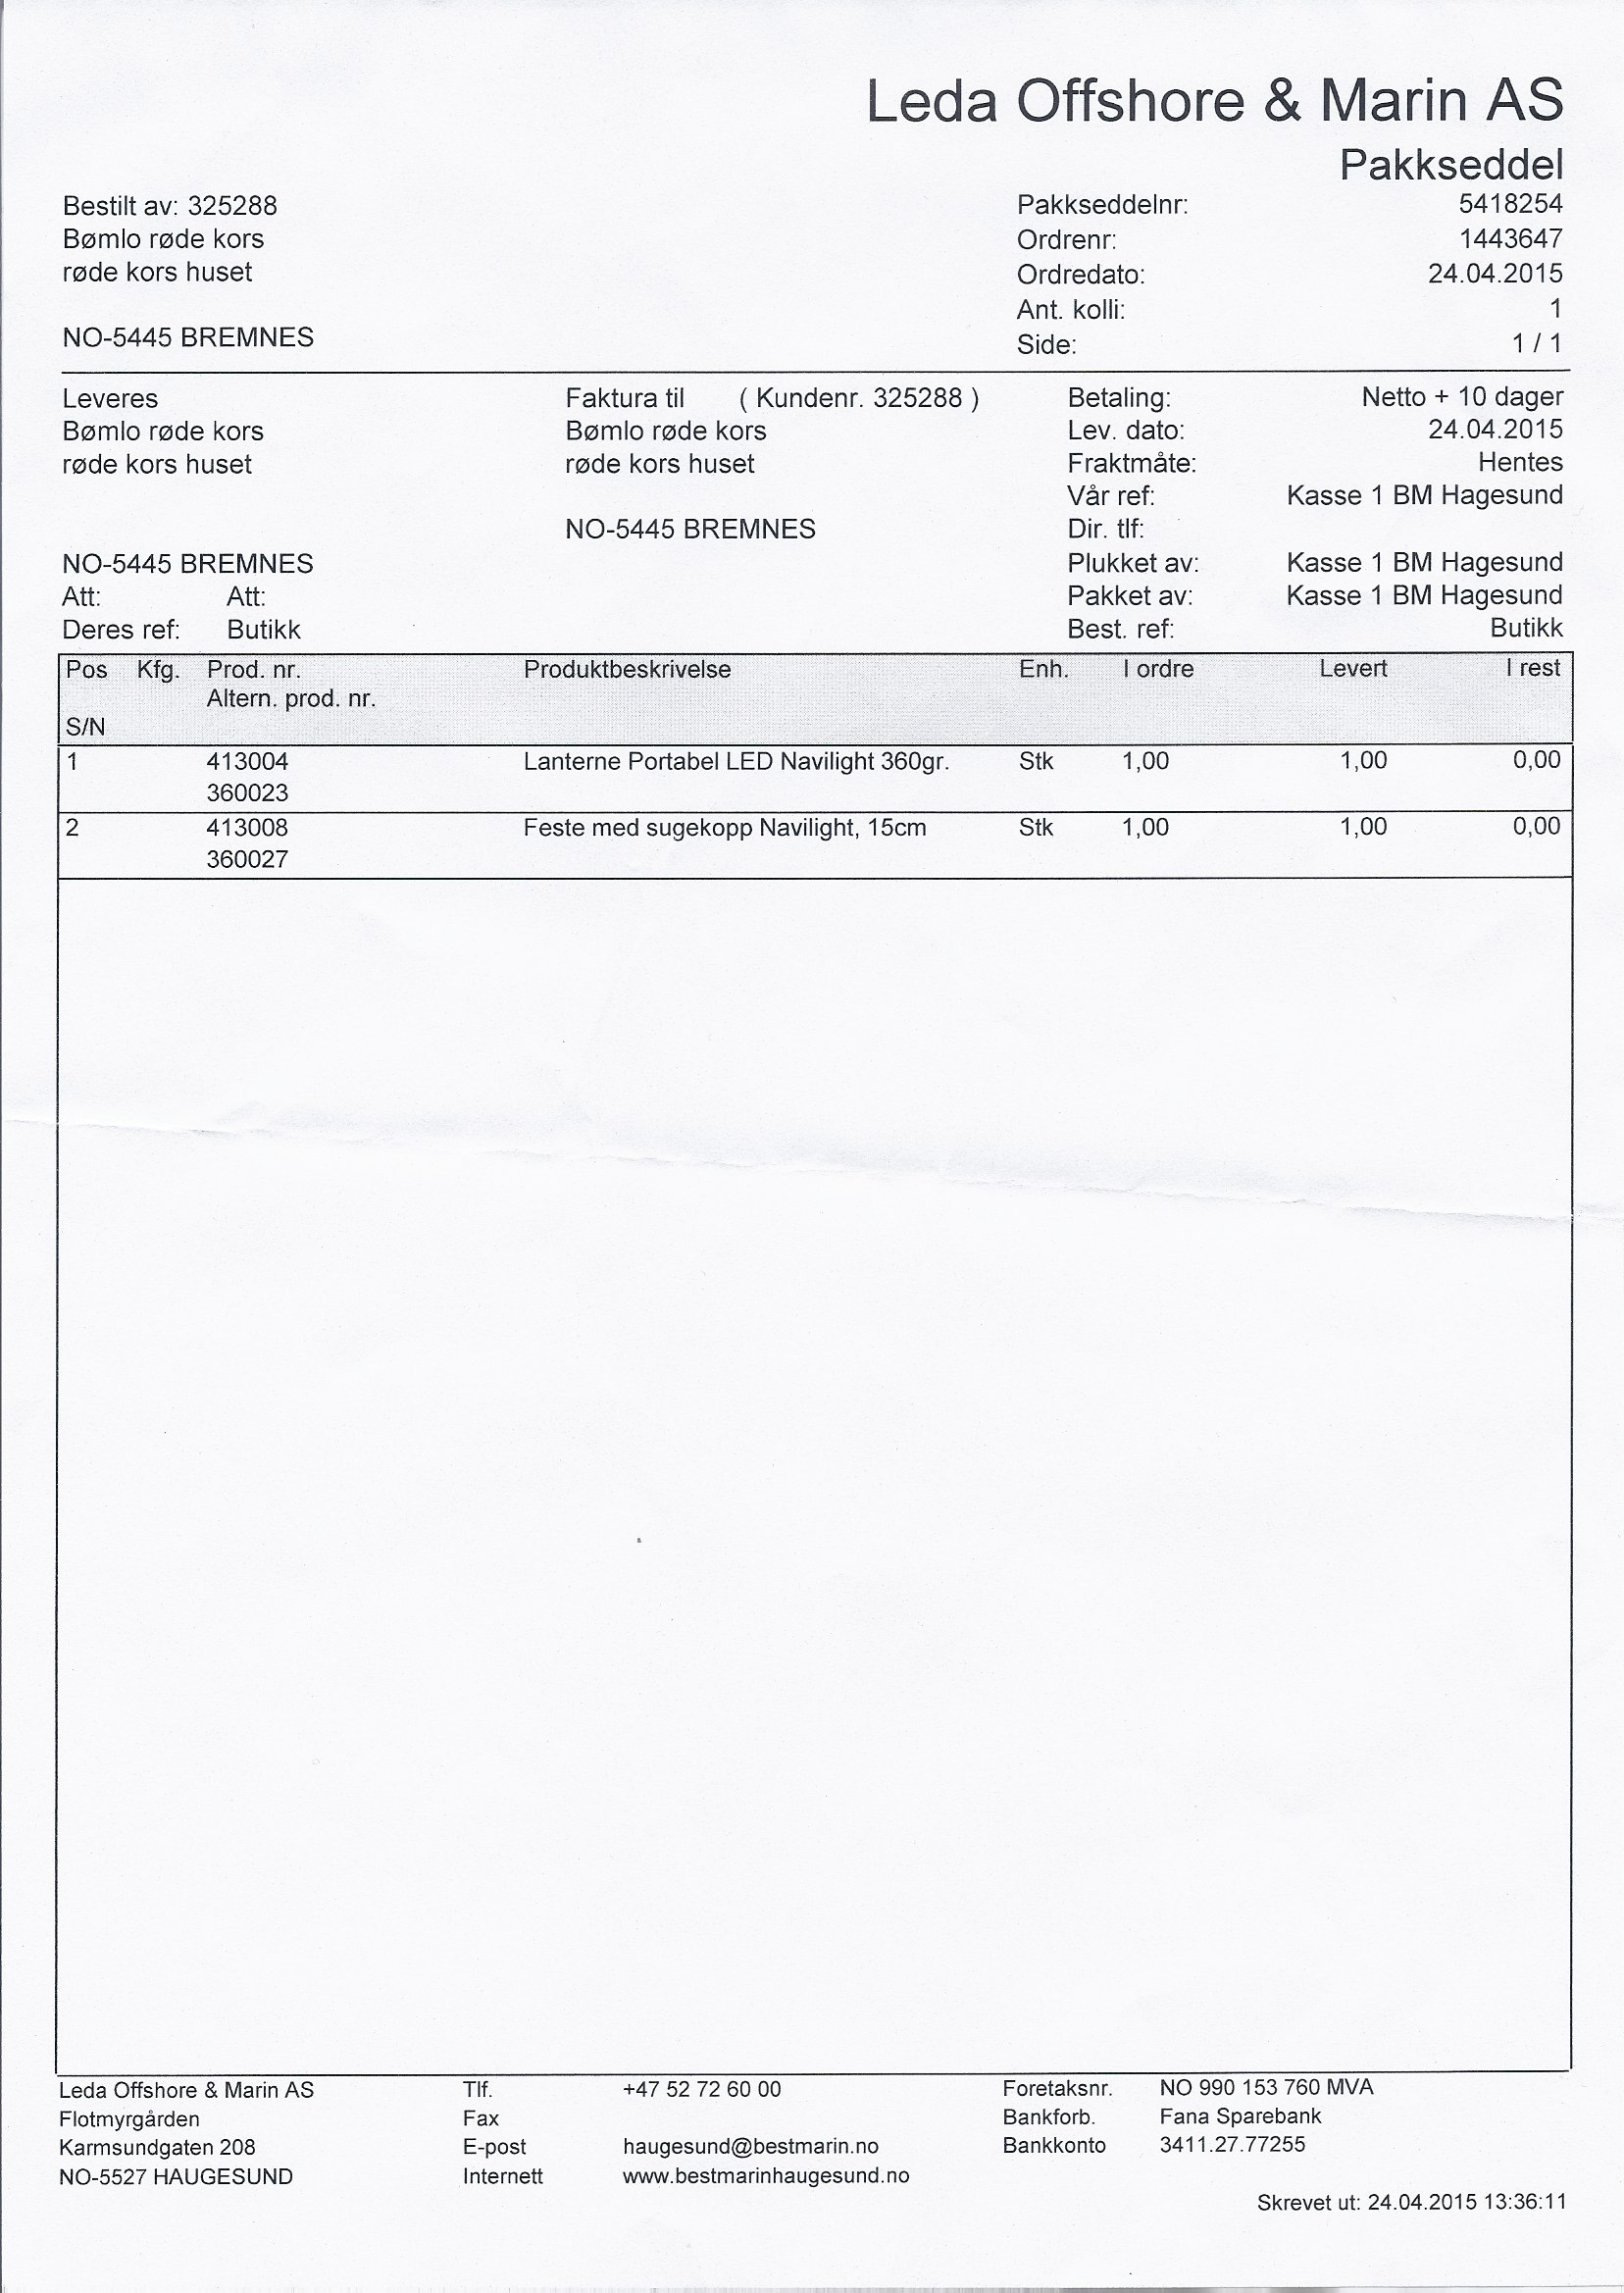 Leda Offshore & Marin AS
Pakkseddel
Bestilt av: 325288
Bømlo røde kors
røde kors huset
NO-5445 BREMNES
Pakkseddelnr: 5418254
Ordrenr: 1443647
Ordredato: 24.04.2015
Ant. kolli: 1
Side: 1 / 1
Leveres
Bømlo røde kors
røde kors huset
NO-5445 BREMNES
Att: Att:
Deres ref: Butikk
Faktura til ( Kundenr. 325288 )
Bømlo røde kors
røde kors huset
NO-5445 BREMNES
Betaling: Netto + 10 dager
Lev. dato: 24.04.2015
Fraktmåte: Hentes
Vår ref: Kasse 1 BM Hagesund
Dir. tlf:
Plukket av: Kasse 1 BM Hagesund
Pakket av: Kasse 1 BM Hagesund
Best. ref: Butikk
Pos Kfg. Prod. nr. Produktbeskrivelse Enh. I ordre Levert I rest
Altern. prod. nr.
S/N
1 413004 Lanterne Portabel LED Navilight 360gr. Stk 1,00 1,00 0,00
360023
2 413008 Feste med sugekopp Navilight, 15cm Stk 1,00 1,00 0,00
360027
Leda Offshore & Marin AS
Flotmyrgården
Karmsundgaten 208
NO-5527 HAUGESUND
Tlf. +47 52 72 60 00
Fax
E-post haugesund@bestmarin.no
Internett www.bestmarinhaugesund.no
Foretaksnr. NO 990 153 760 MVA
Bankforb. Fana Sparebank
Bankkonto 3411.27.77255
Skrevet ut: 24.04.2015 13:36:11